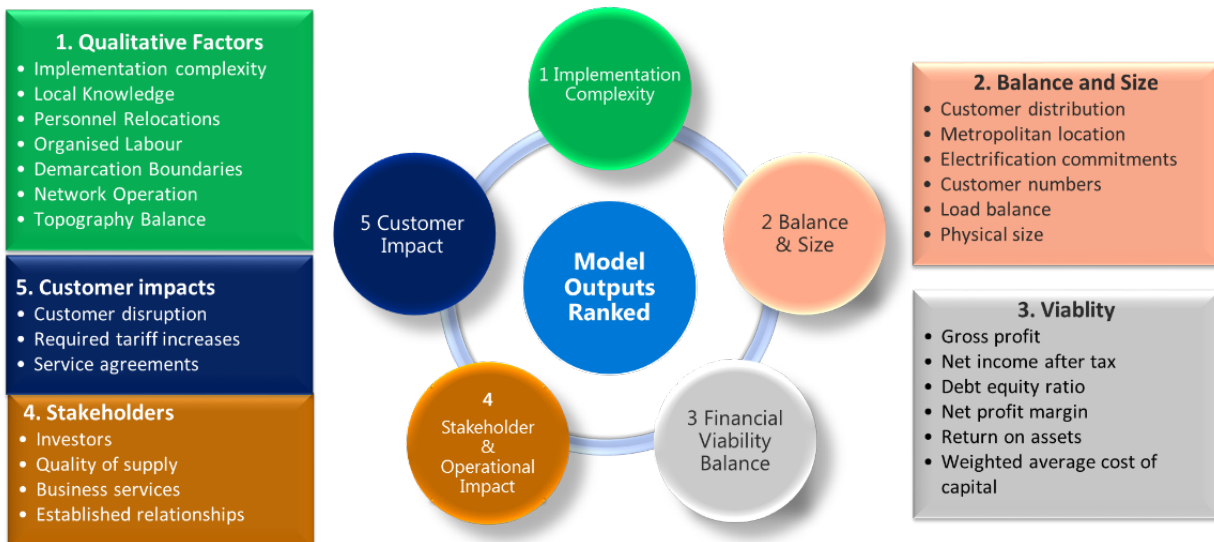 1. Qualitative Factors
• Implementation complexity
• Local Knowledge
• Personnel Relocations
• Organised Labour
• Demarcation Boundaries
• Network Operation
• Topography Balance
5. Customer impacts
• Customer disruption
• Required tariff increases
• Service agreements
4. Stakeholders
• Investors
• Quality of supply
• Business services
• Established relationships
1 Implementation
Complexity
2 Balance
& Size
3 Financial
Viability
Balance
4
Stakeholder
&
Operational
Impact
5 Customer
Impact
Model
Outputs
Ranked
2. Balance and Size
• Customer distribution
• Metropolitan location
• Electrification commitments
• Customer numbers
• Load balance
• Physical size
3. Viablity
• Gross profit
• Net income after tax
• Debt equity ratio
• Net profit margin
• Return on assets
• Weighted average cost of
capital